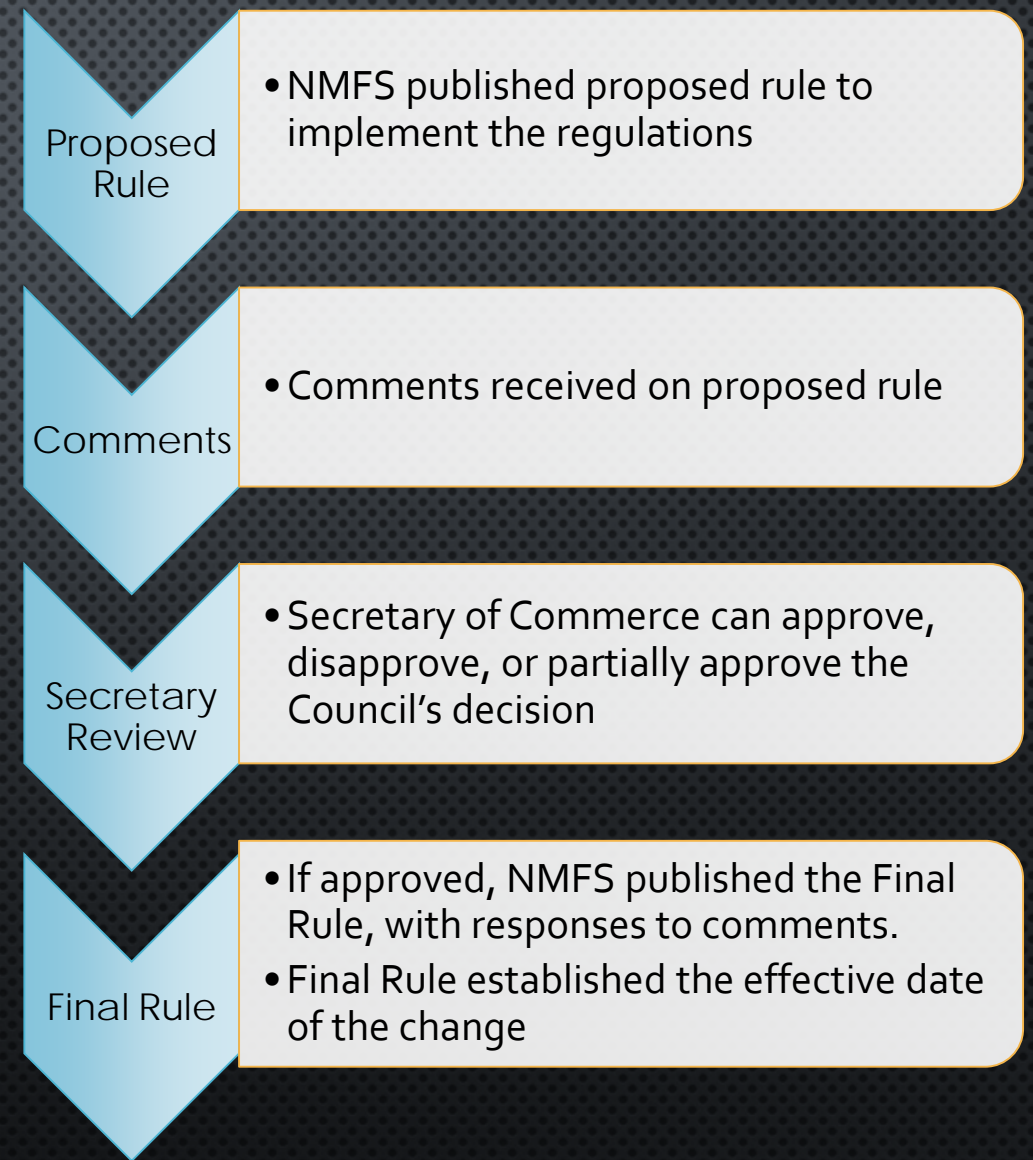 Proposed
Rule
•NMFS published proposed rule to
implement the regulations
Comments
•Comments received on proposed rule
Secretary
Review
•Secretary of Commerce can approve,
disapprove, or partially approve the
Council’s decision
Final Rule
•If approved, NMFS published the Final
Rule, with responses to comments.
•Final Rule established the effective date
of the change